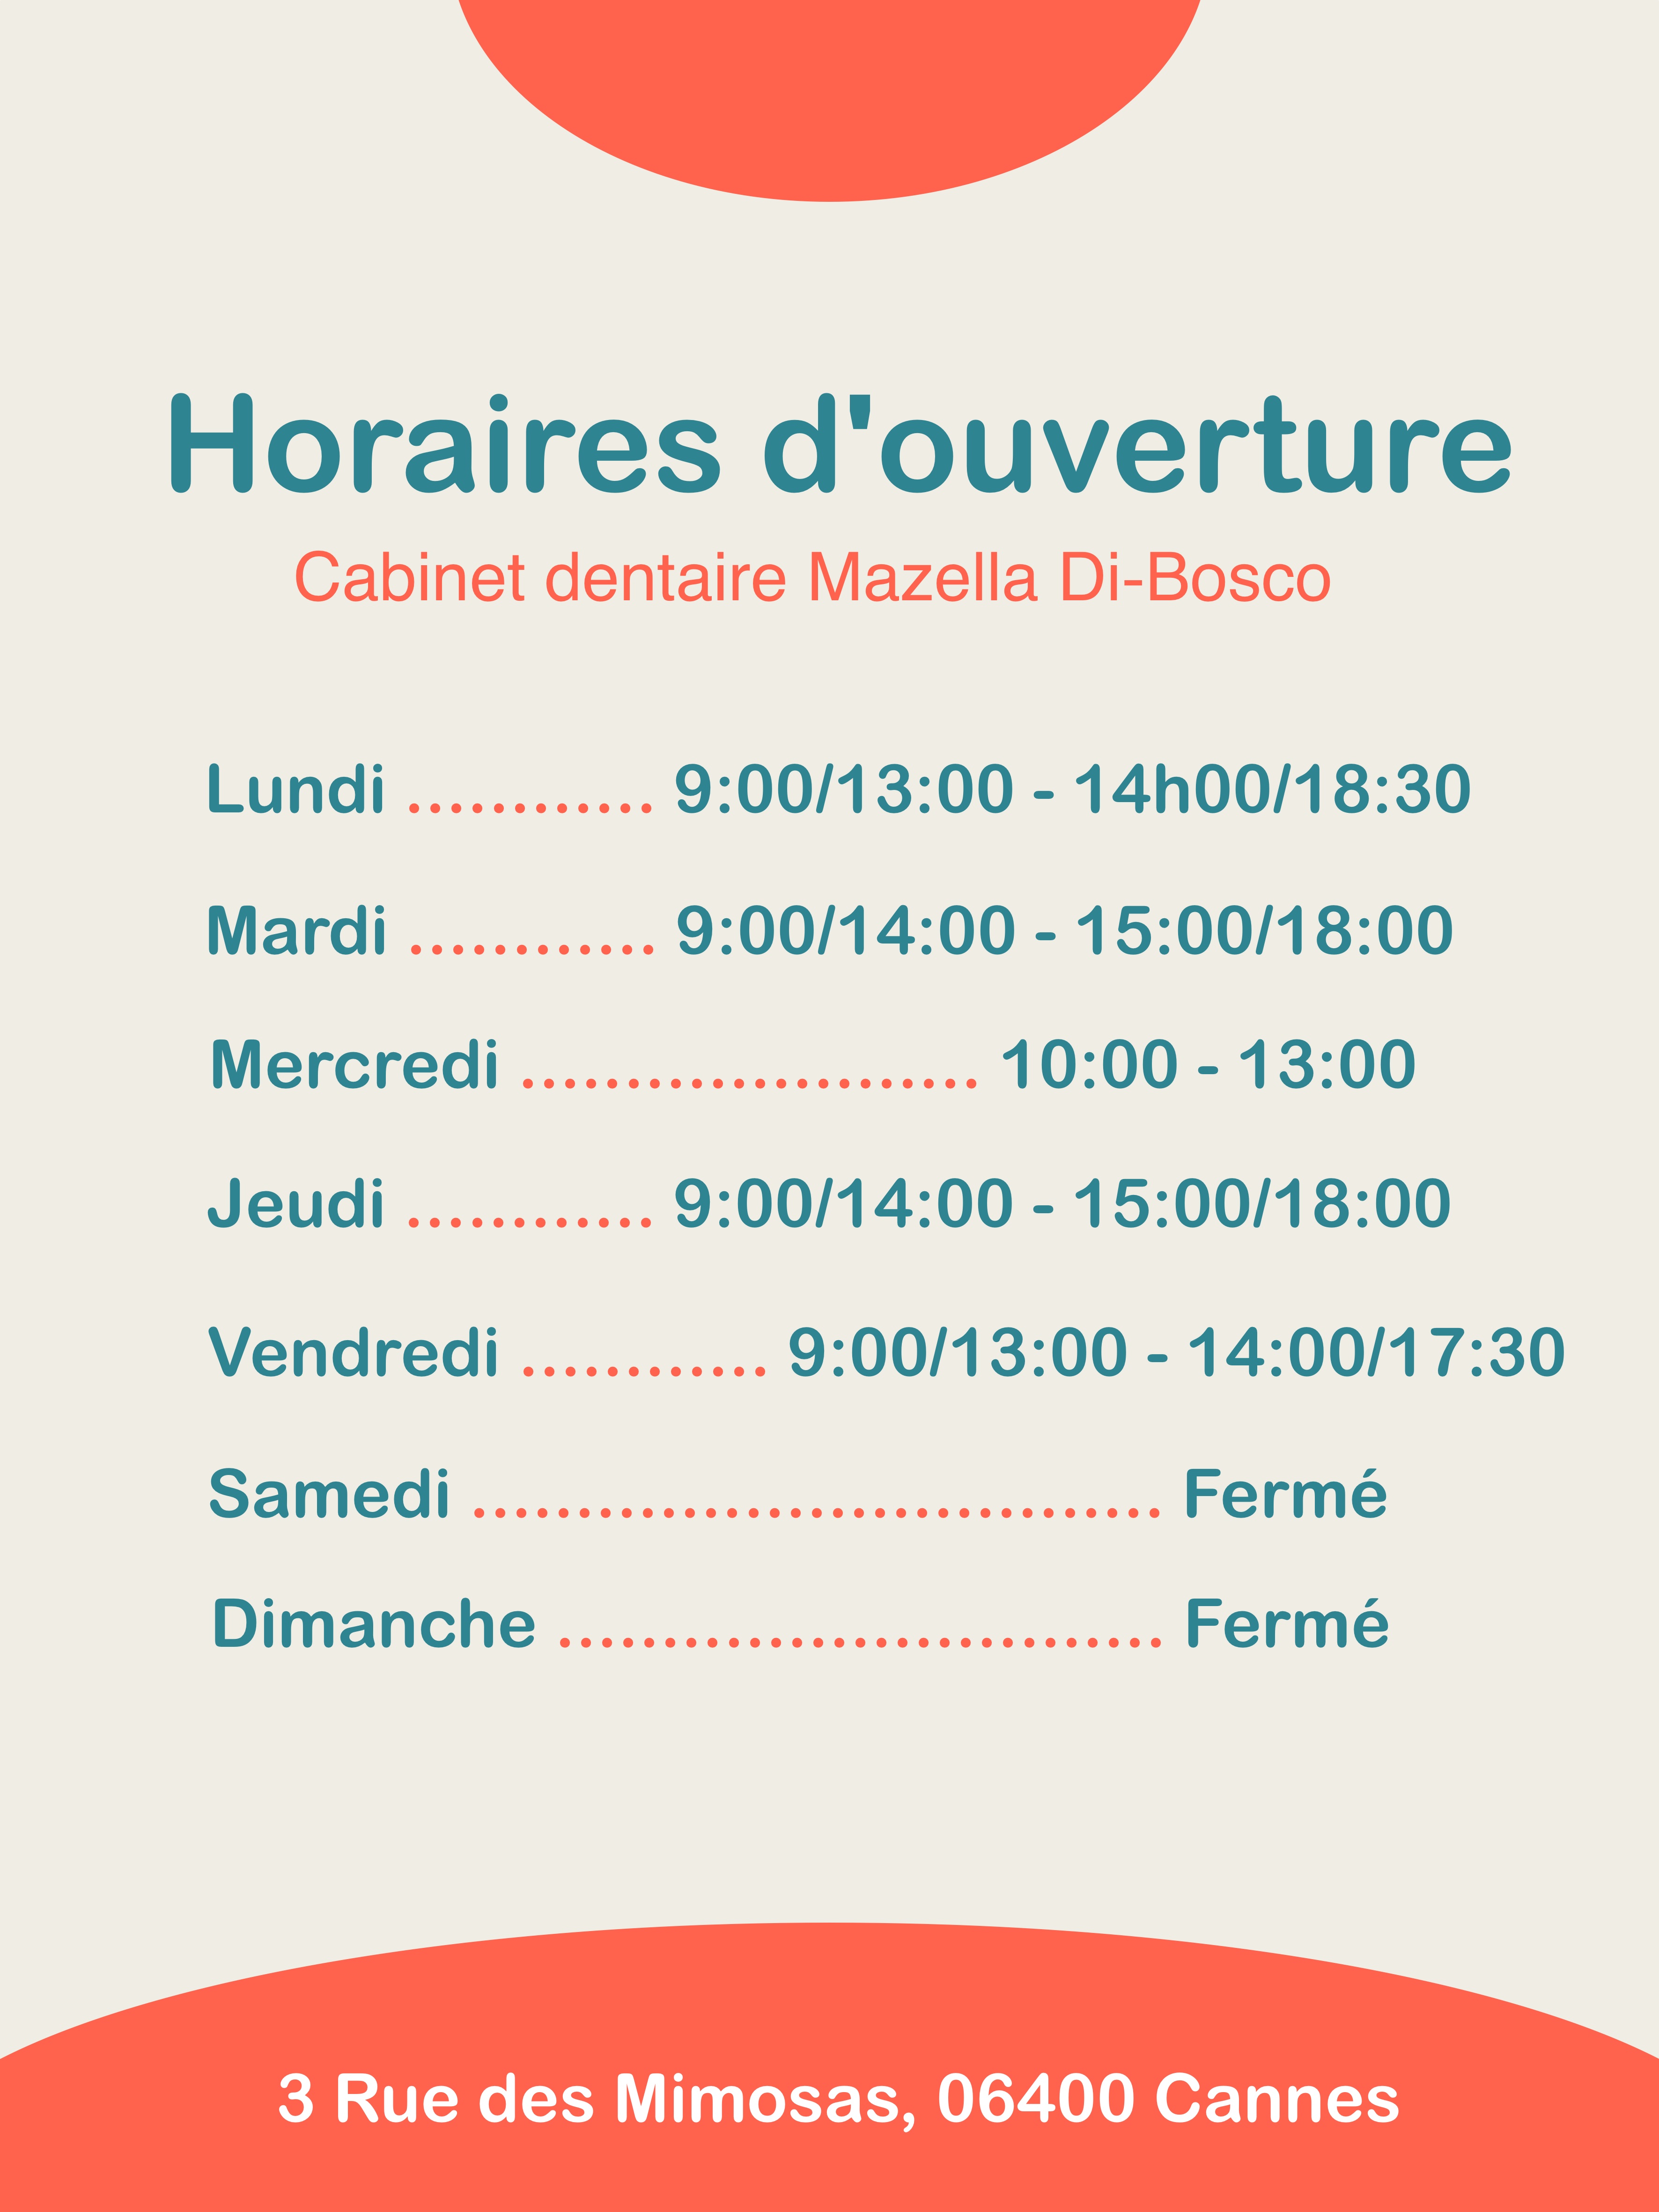 Horaires d'ouverture
Cabinet dentaire Mazella Di-Bosco
Lundi ............ 9:00/13:00 - 14h00/18:30
Mardi ............ 9:00/14:00 - 15:00/18:00
Mercredi ...................... 10:00 - 13:00
Jeudi ............ 9:00/14:00 - 15:00/18:00
Vendredi ............ 9:00/13:00 - 14:00/17:30
Samedi ................................. Fermé
Dimanche ............................. Fermé
3 Rue des Mimosas, 06400 Cannes